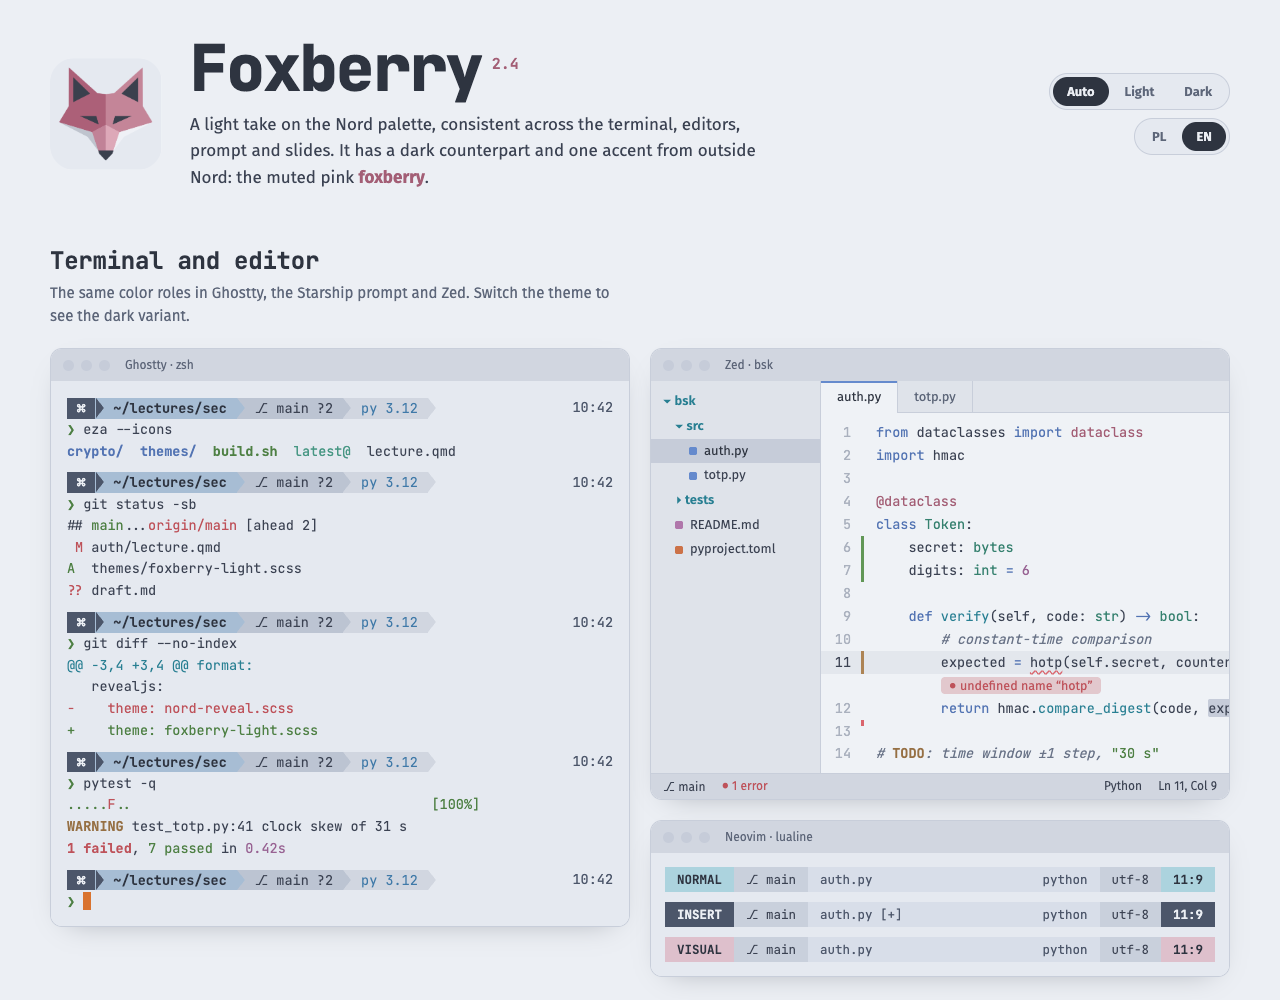 Foxberry 2.4
A light take on the Nord palette, consistent across the terminal, editors,
prompt and slides. It has a dark counterpart and one accent from outside
Nord: the muted pink foxberry.
Auto Light Dark
PL EN
Terminal and editor
The same color roles in Ghostty, the Starship prompt and Zed. Switch the theme to
see the dark variant.
Ghostty · zsh
⌘ ~/lectures/sec ⎇ main ?2 py 3.12 10:42
❯ eza --icons
crypto/ themes/ build.sh latest@ lecture.qmd
⌘ ~/lectures/sec ⎇ main ?2 py 3.12 10:42
❯ git status -sb
## main...origin/main [ahead 2]
M auth/lecture.qmd
A themes/foxberry-light.scss
?? draft.md
⌘ ~/lectures/sec ⎇ main ?2 py 3.12 10:42
❯ git diff --no-index
@@ -3,4 +3,4 @@ format:
revealjs:
- theme: nord-reveal.scss
+ theme: foxberry-light.scss
⌘ ~/lectures/sec ⎇ main ?2 py 3.12 10:42
❯ pytest -q
.....F.. [100%]
WARNING test_totp.py:41 clock skew of 31 s
1 failed, 7 passed in 0.42s
⌘ ~/lectures/sec ⎇ main ?2 py 3.12 10:42
❯
Zed · bsk
bsk
src
auth.py
totp.py
tests
README.md
pyproject.toml
auth.py totp.py
1 from dataclasses import dataclass
2 import hmac
3
4 @dataclass
5 class Token:
6 secret: bytes
7 digits: int = 6
8
9 def verify(self, code: str) -> bool:
10 # constant-time comparison
11 expected = hotp(self.secret, counter
● undefined name “hotp”
12 return hmac.compare_digest(code, exp
13
14 # TODO: time window ±1 step, "30 s"
⎇ main ● 1 error Python Ln 11, Col 9
Neovim · lualine
NORMAL ⎇ main auth.py python utf-8 11:9
INSERT ⎇ main auth.py [+] python utf-8 11:9
VISUAL ⎇ main auth.py python utf-8 11:9